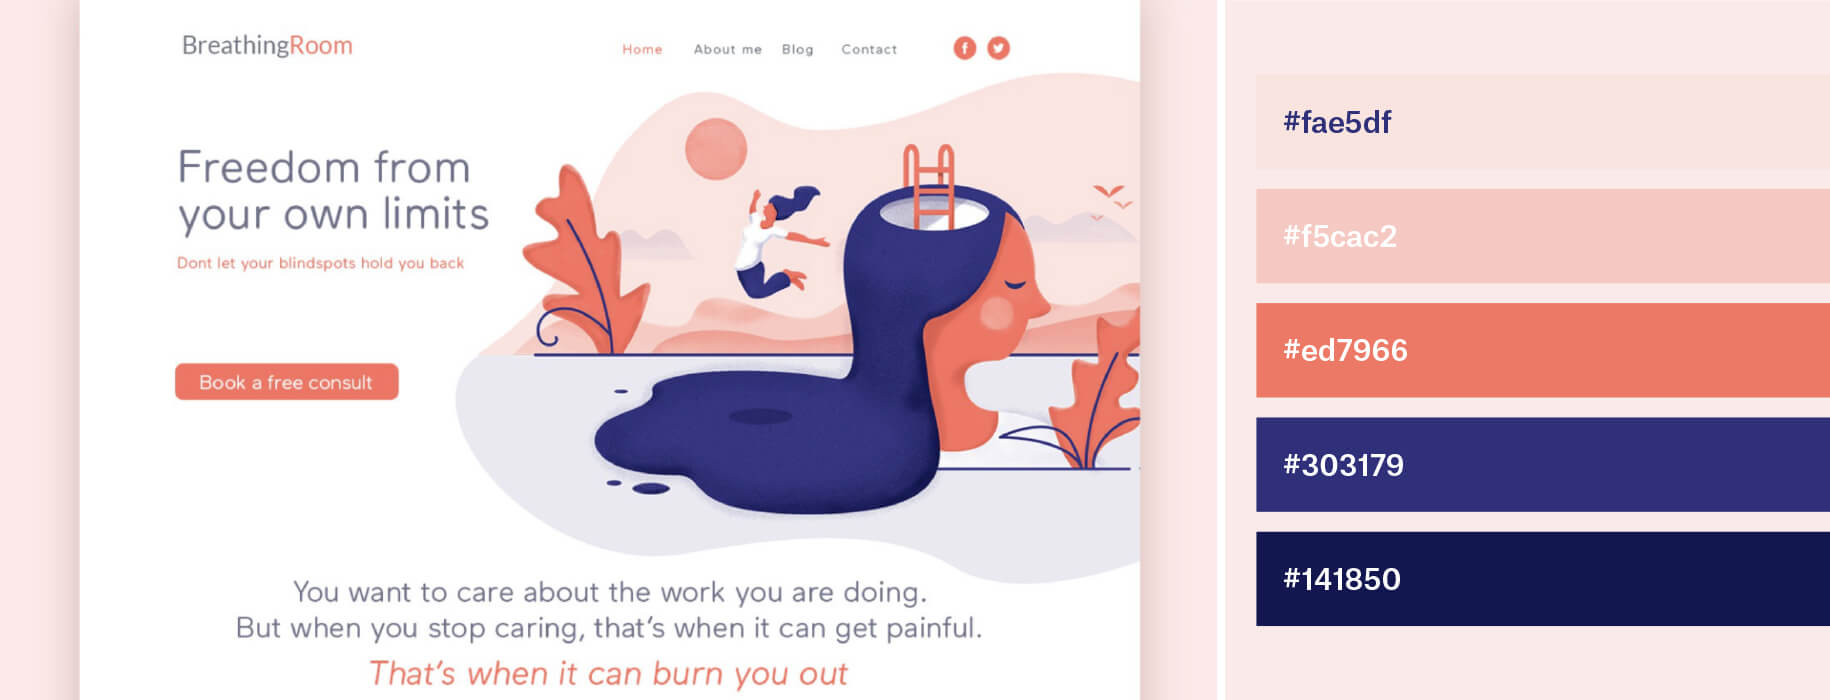 BreathingRoom
Home About me Blog Contact
Freedom from
your own limits
Dont let your blindspots hold you back
Book a free consult
You want to care about the work you are doing.
But when you stop caring, that's when it can get painful.
That's when it can burn you out
#fae5df
#f5cac2
#ed7966
#303179
#141850